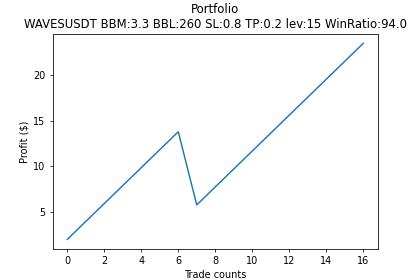 Portfolio
WAVESUSDT BBM:3.3 BBL:260 SL:0.8 TP:0.2 lev:15 WinRatio:94.0
20
15
10
5
Profit ($)
0 2 4 6 8 10 12 14 16
Trade counts